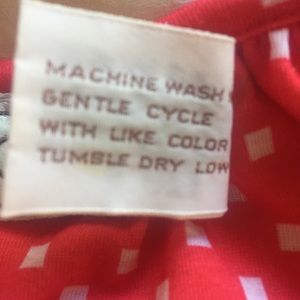 MACHINE WASH
GENTLE CYCLE
WITH LIKE COLOR
TUMBLE DRY LOW